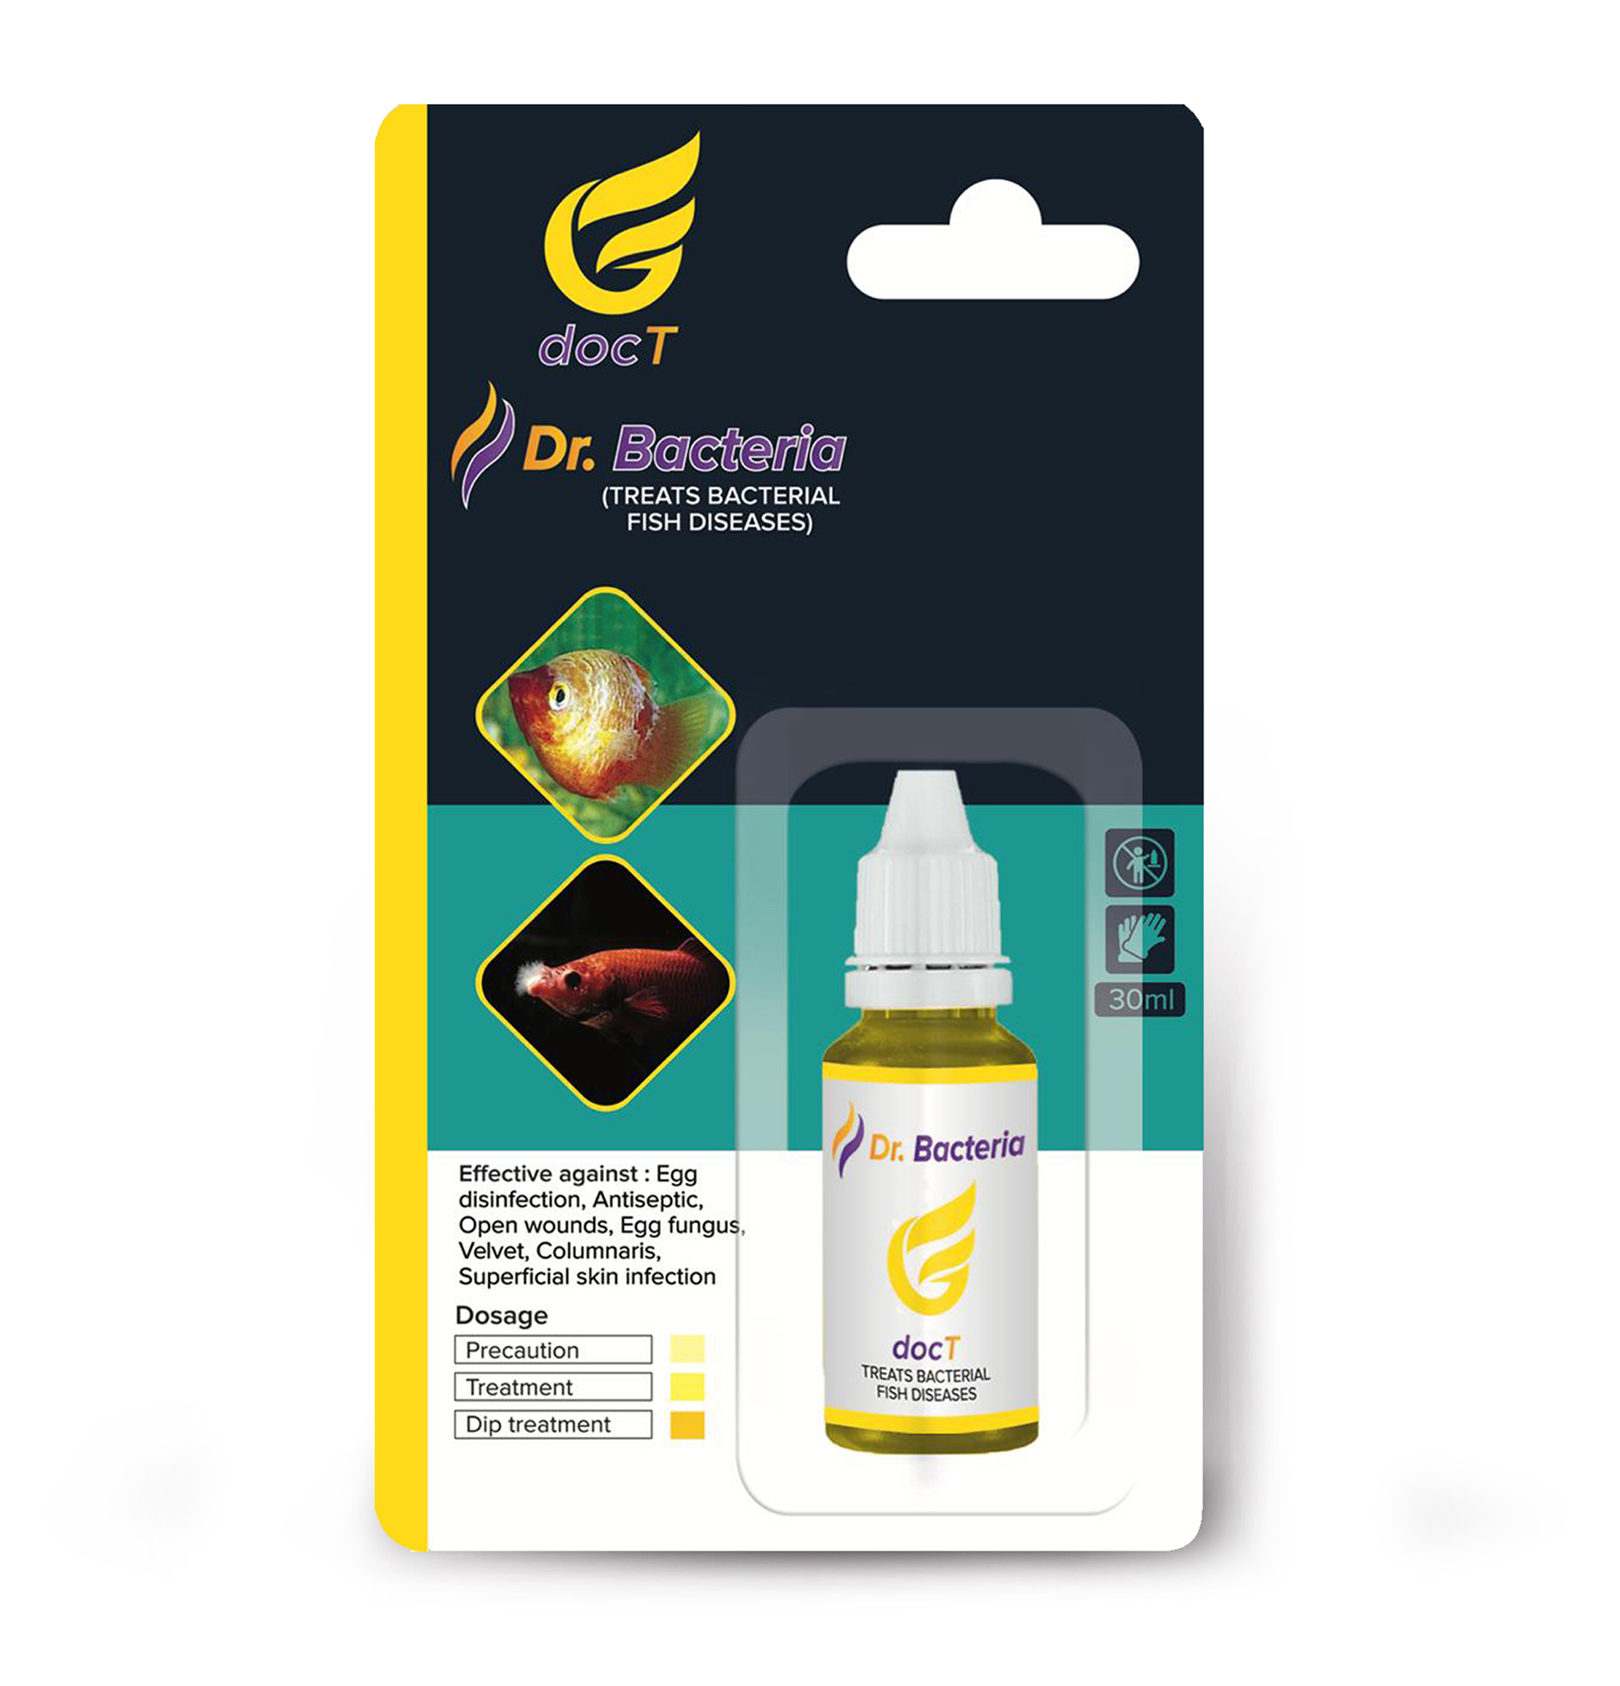 docT
Dr. Bacteria
(TREATS BACTERIAL
FISH DISEASES)
30ml
Effective against : Egg
disinfection, Antiseptic,
Open wounds, Egg fungus,
Velvet, Columnaris,
Superficial skin infection
Dosage
Precaution
Treatment
Dip treatment
Dr. Bacteria
docT
TREATS BACTERIAL
FISH DISEASES